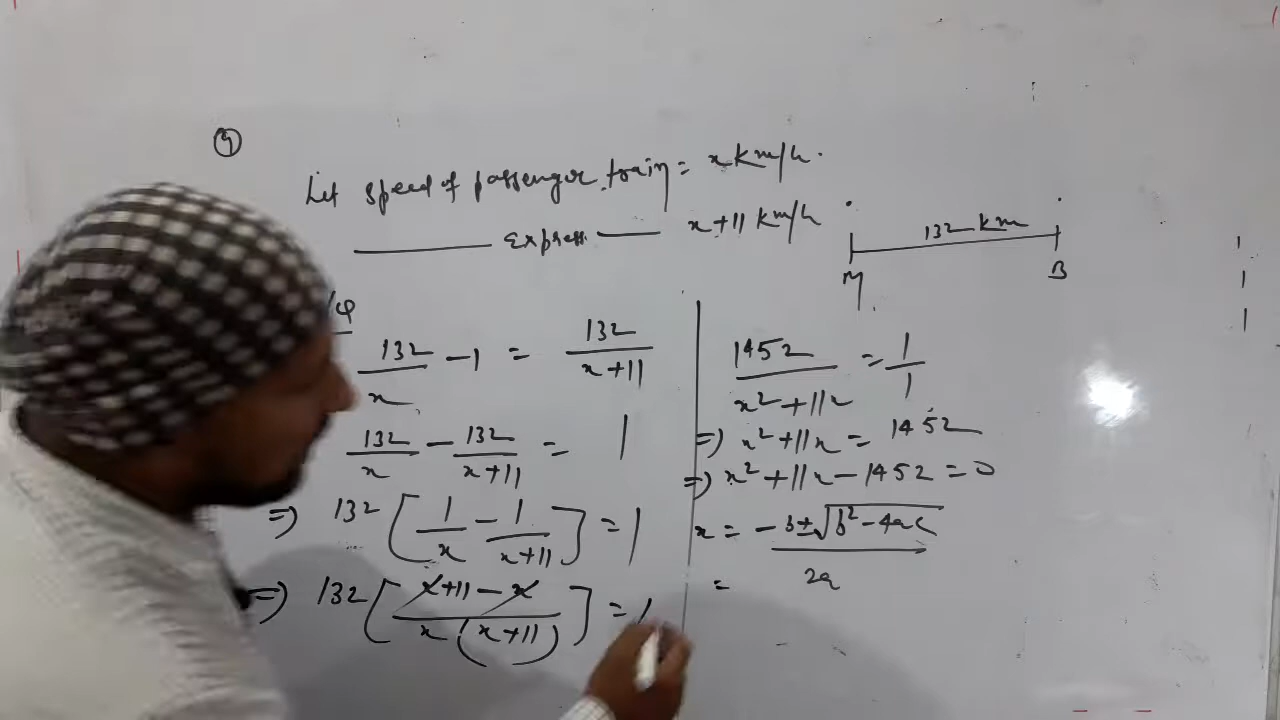 9
Let speed of passenger train = x km/h.
——— Express —— x+11 km/h
132 km
M B
132/x - 1 = 132/(x+11)
132/x - 132/(x+11) = 1
=> 132 [1/x - 1/(x+11)] = 1
=> 132 [(x+11-x)/(x(x+11))] = 1
1452/(x²+11x) = 1/1
=> x²+11x = 1452
=> x²+11x-1452 = 0
x = (-b±√(b²-4ac))/2a
=